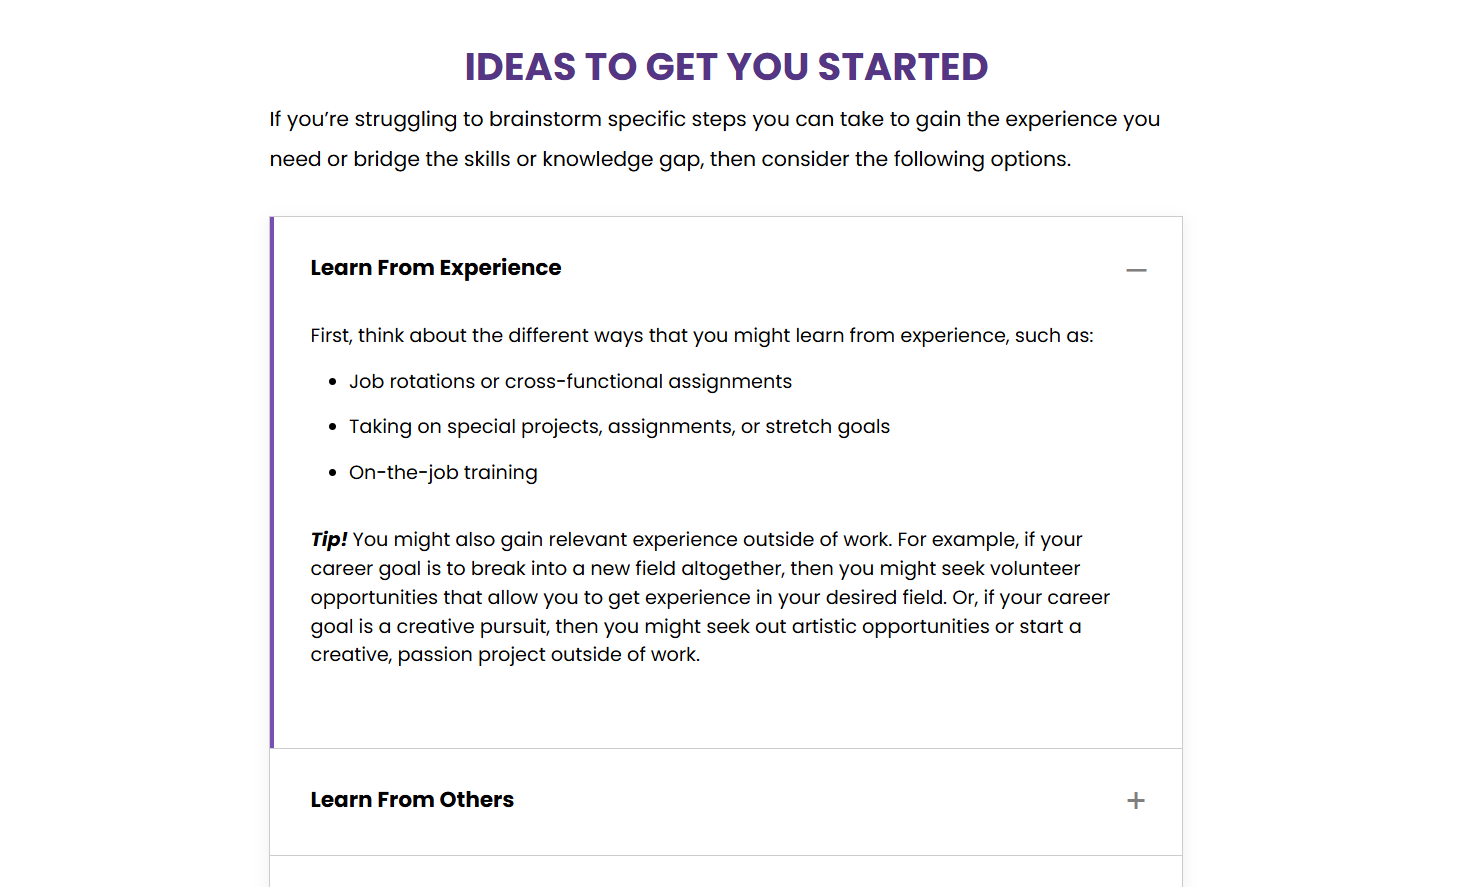 IDEAS TO GET YOU STARTED
If you’re struggling to brainstorm specific steps you can take to gain the experience you
need or bridge the skills or knowledge gap, then consider the following options.
Learn From Experience
First, think about the different ways that you might learn from experience, such as:
• Job rotations or cross-functional assignments
• Taking on special projects, assignments, or stretch goals
• On-the-job training
Tip! You might also gain relevant experience outside of work. For example, if your
career goal is to break into a new field altogether, then you might seek volunteer
opportunities that allow you to get experience in your desired field. Or, if your career
goal is a creative pursuit, then you might seek out artistic opportunities or start a
creative, passion project outside of work.
Learn From Others